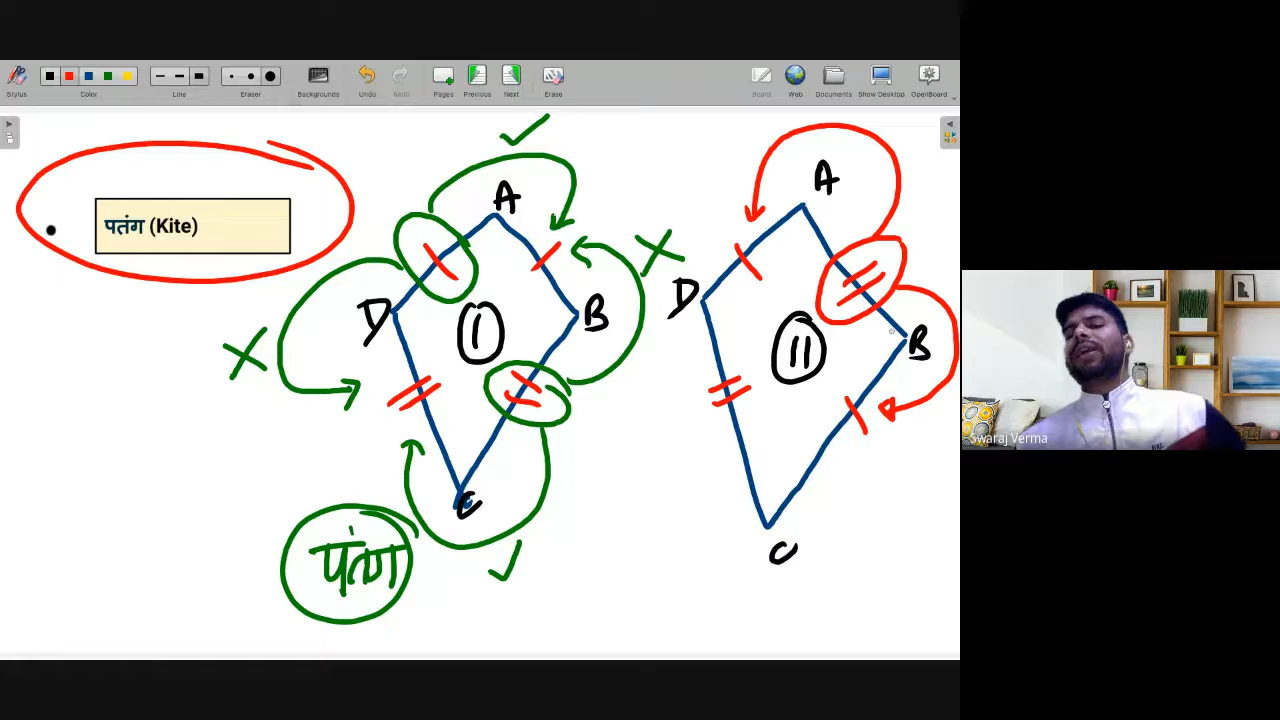 Stylus
Color
Line
Eraser
Backgrounds
Undo
Redo
Pages
Previous
Next
Erase
Board
Web
Documents
Show Desktop
OpenBoard
पतंग (Kite)
A
D
B
I
C
पतंग
A
D
B
II
C
Swaraj Verma